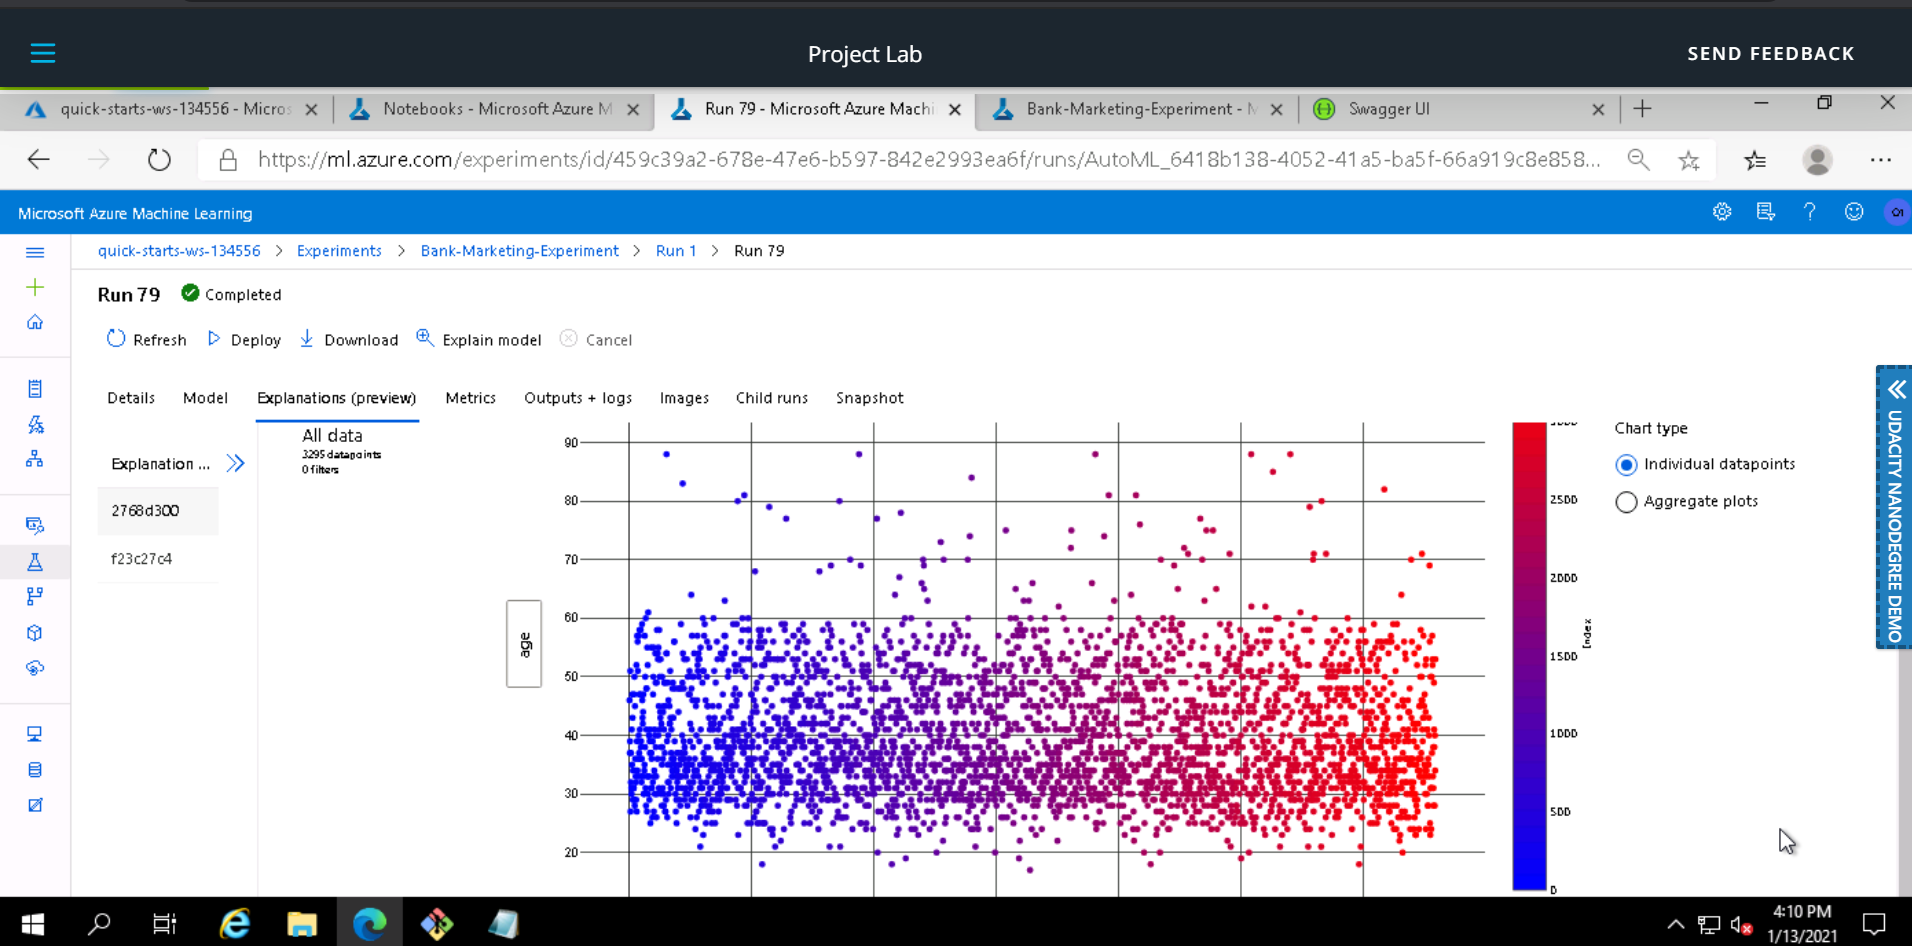 Project Lab
SEND FEEDBACK
quick-starts-ws-134556 - Micros
Notebooks - Microsoft Azure M
Run 79 - Microsoft Azure Machi
Bank-Marketing-Experiment - M
Swagger UI
https://ml.azure.com/experiments/id/459c39a2-678e-47e6-b597-842e2993ea6f/runs/AutoML_6418b138-4052-41a5-ba5f-66a919c8e858...
Microsoft Azure Machine Learning
quick-starts-ws-134556 > Experiments > Bank-Marketing-Experiment > Run 1 > Run 79
Run 79 Completed
Refresh Deploy Download Explain model Cancel
Details Model Explanations (preview) Metrics Outputs + logs Images Child runs Snapshot
Explanation ...
2768d300
f23c27c4
All data
3295 datapoints
0 filters
age
90
80
70
60
50
40
30
20
2500
2000
1500
1000
500
0
Index
Chart type
Individual datapoints
Aggregate plots
UDACITY NANODEGREE DEMO
4:10 PM
1/13/2021